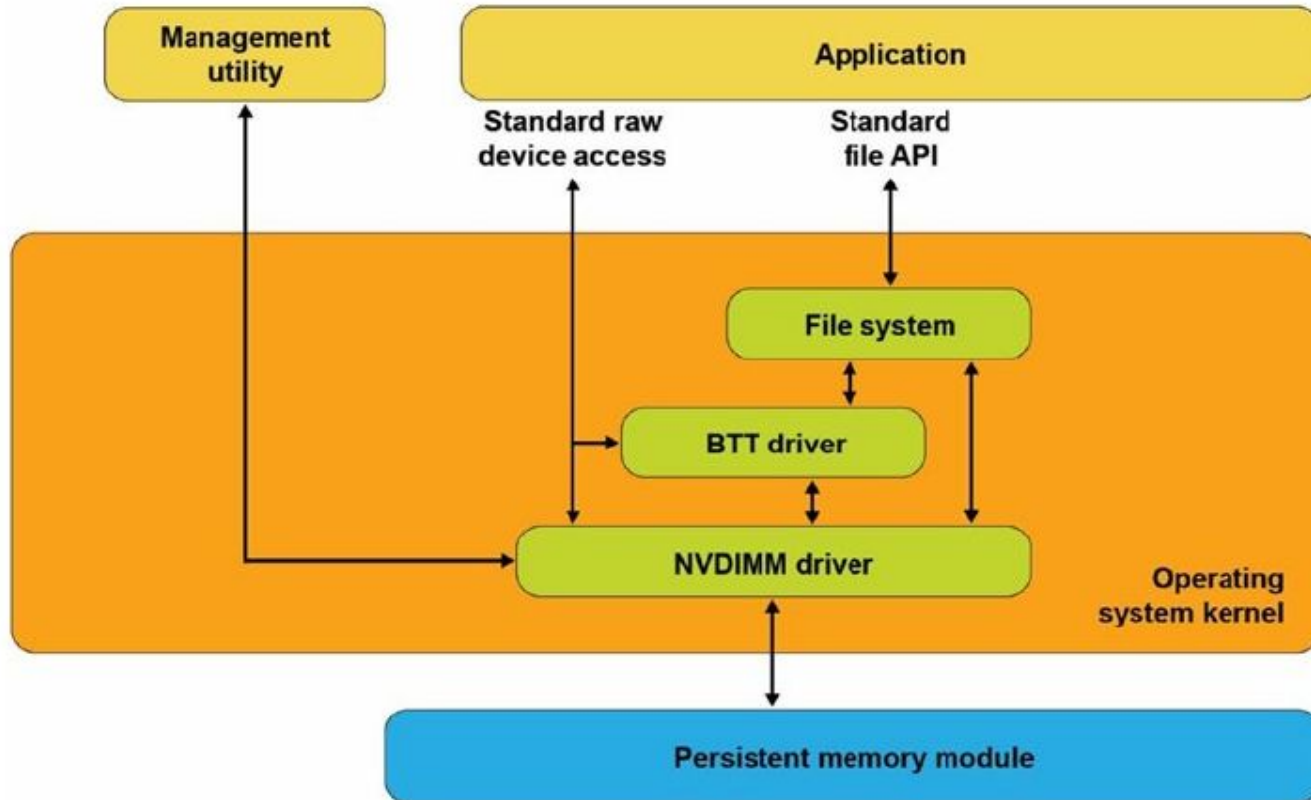 Management
utility
Application
Standard raw
device access
Standard
file API
File system
BTT driver
NVDIMM driver
Operating
system kernel
Persistent memory module